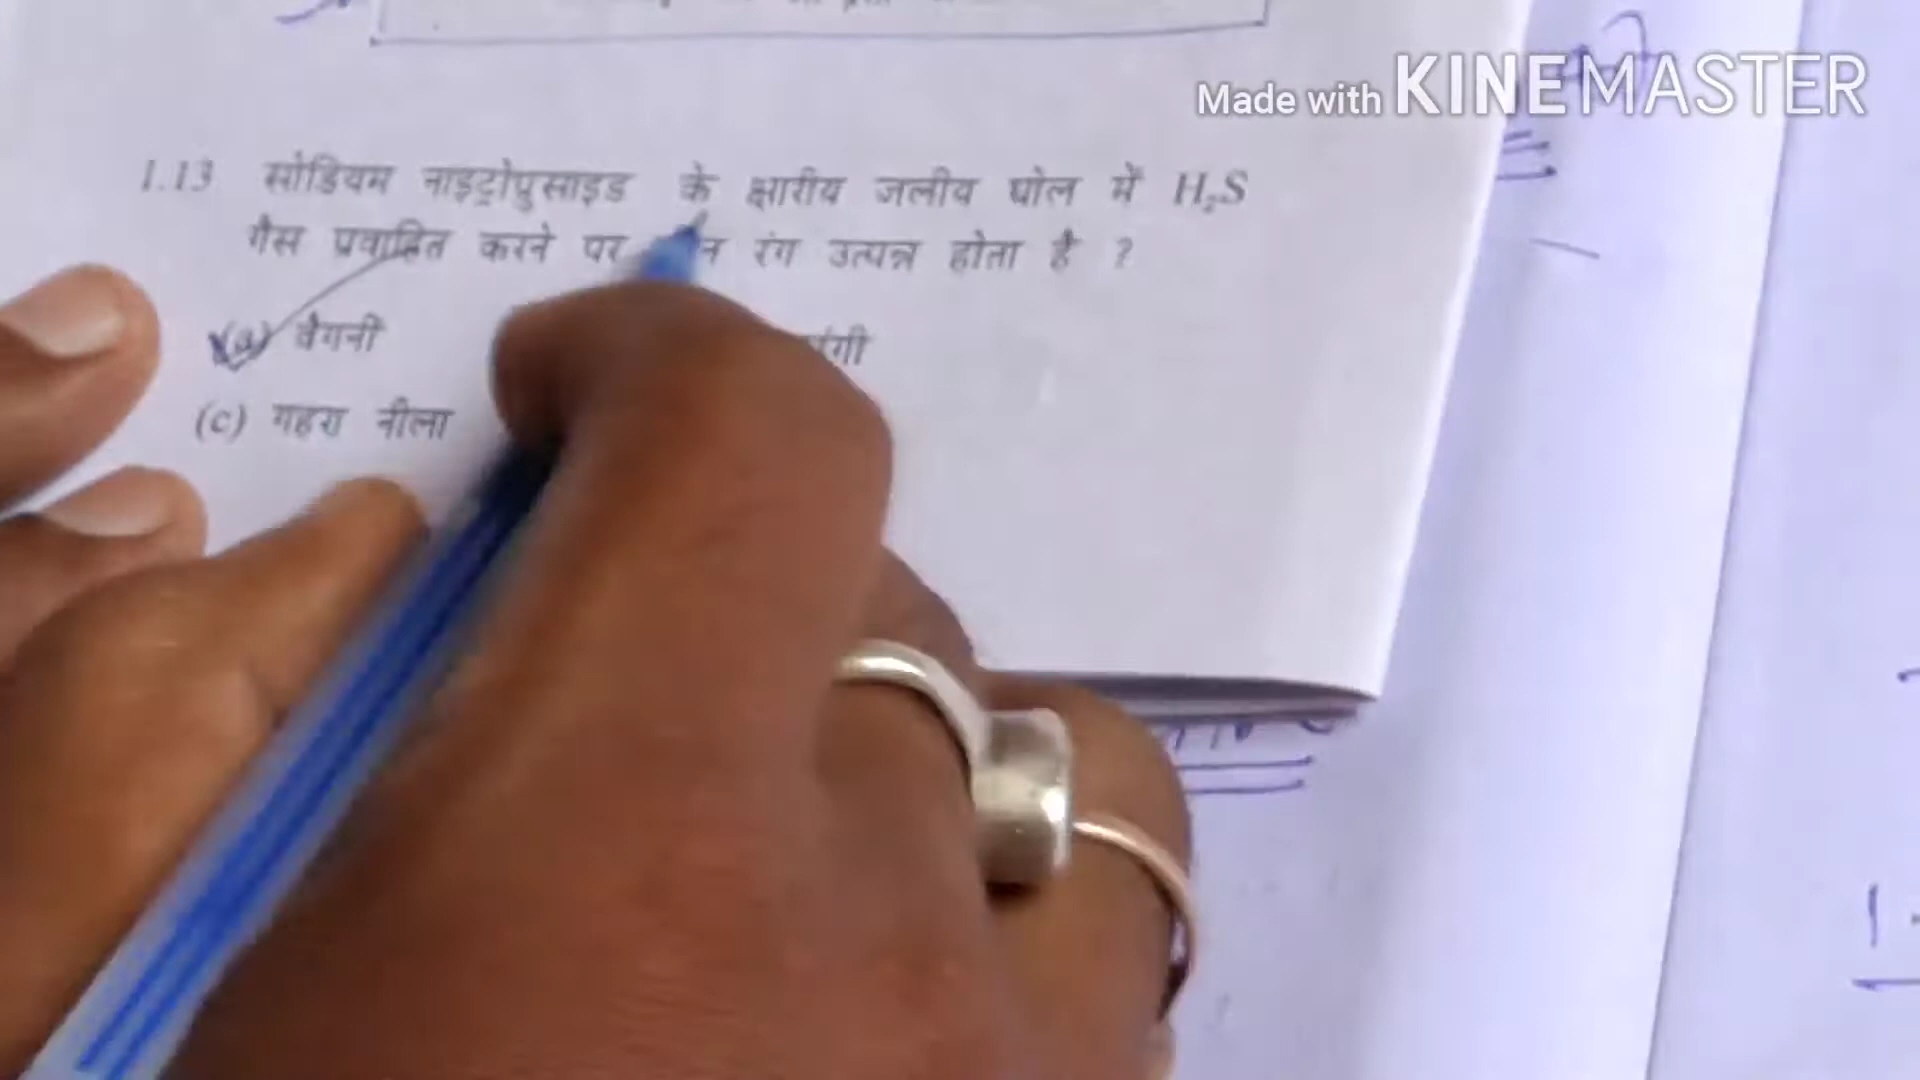 Made with KINEMASTER
1.13 सोडियम नाइट्रोप्रुसाइड के क्षारीय जलीय घोल में H₂S
गैस प्रवाहित करने पर रंग उत्पन्न होता है ?
(a) वैगनी
(c) गहरा नीला